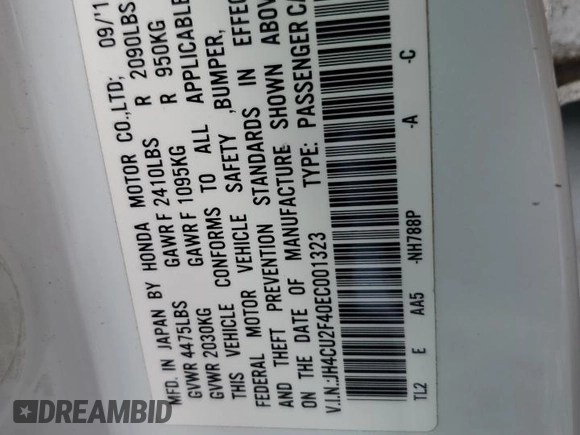 MFD. IN JAPAN BY HONDA MOTOR CO.,LTD; 09/1
GVWR 4475LBS GAWR F 2410LBS R 2090LBS
GVWR 2030KG GAWR F 1095KG R 950KG
THIS VEHICLE CONFORMS TO ALL APPLICABLE
FEDERAL MOTOR VEHICLE SAFETY ,BUMPER,
AND THEFT PREVENTION STANDARDS IN EFFEC
ON THE DATE OF MANUFACTURE SHOWN ABOV
V.I.N.:JH4CU2F40EC001323 TYPE: PASSENGER CA
TL2 E AA5 -NH788P -A -C
DREAMBID